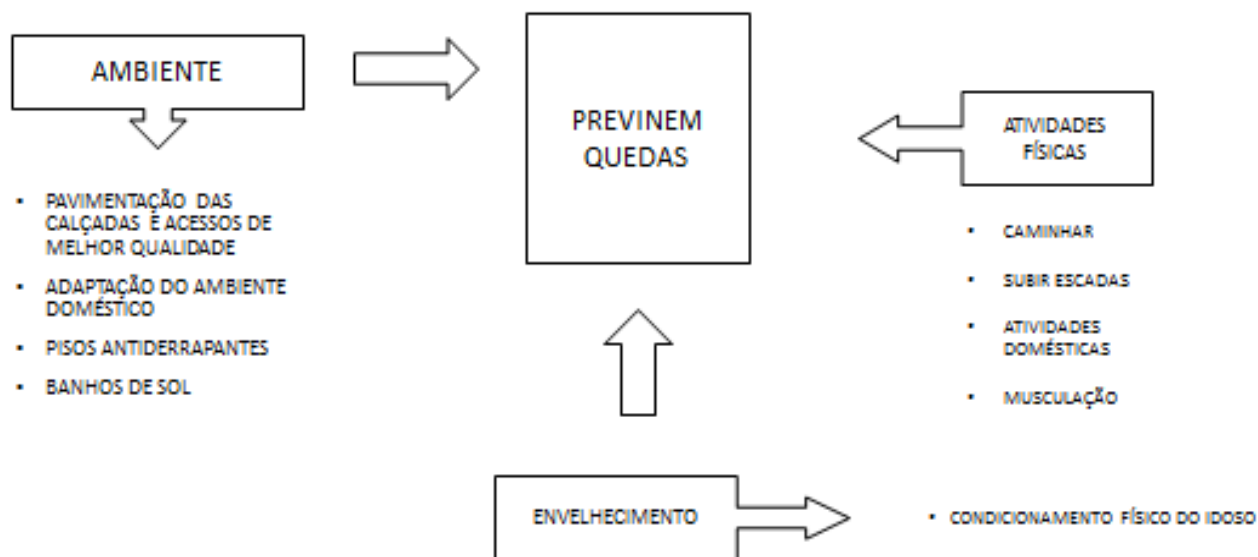 AMBIENTE
• PAVIMENTAÇÃO DAS
CALÇADAS E ACESSOS DE
MELHOR QUALIDADE
• ADAPTAÇÃO DO AMBIENTE
DOMÉSTICO
• PISOS ANTIDERRAPANTES
• BANHOS DE SOL
PREVINEM
QUEDAS
ATIVIDADES
FÍSICAS
• CAMINHAR
• SUBIR ESCADAS
• ATIVIDADES
DOMÉSTICAS
• MUSCULAÇÃO
ENVELHECIMENTO
• CONDICIONAMENTO FÍSICO DO IDOSO